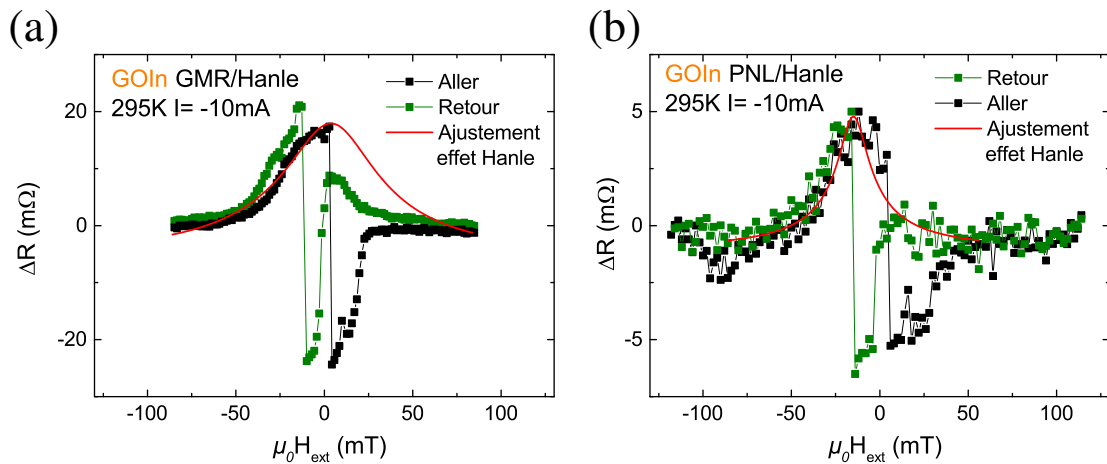 (a)
GOIn GMR/Hanle
295K I= -10mA
Aller
Retour
Ajustement
effet Hanle
20
0
-20
ΔR (mΩ)
-100 -50 0 50 100
μ₀Hₑₓₜ (mT)
(b)
GOIn PNL/Hanle
295K I= -10mA
Retour
Aller
Ajustement
effet Hanle
5
0
-5
ΔR (mΩ)
-100 -50 0 50 100
μ₀Hₑₓₜ (mT)